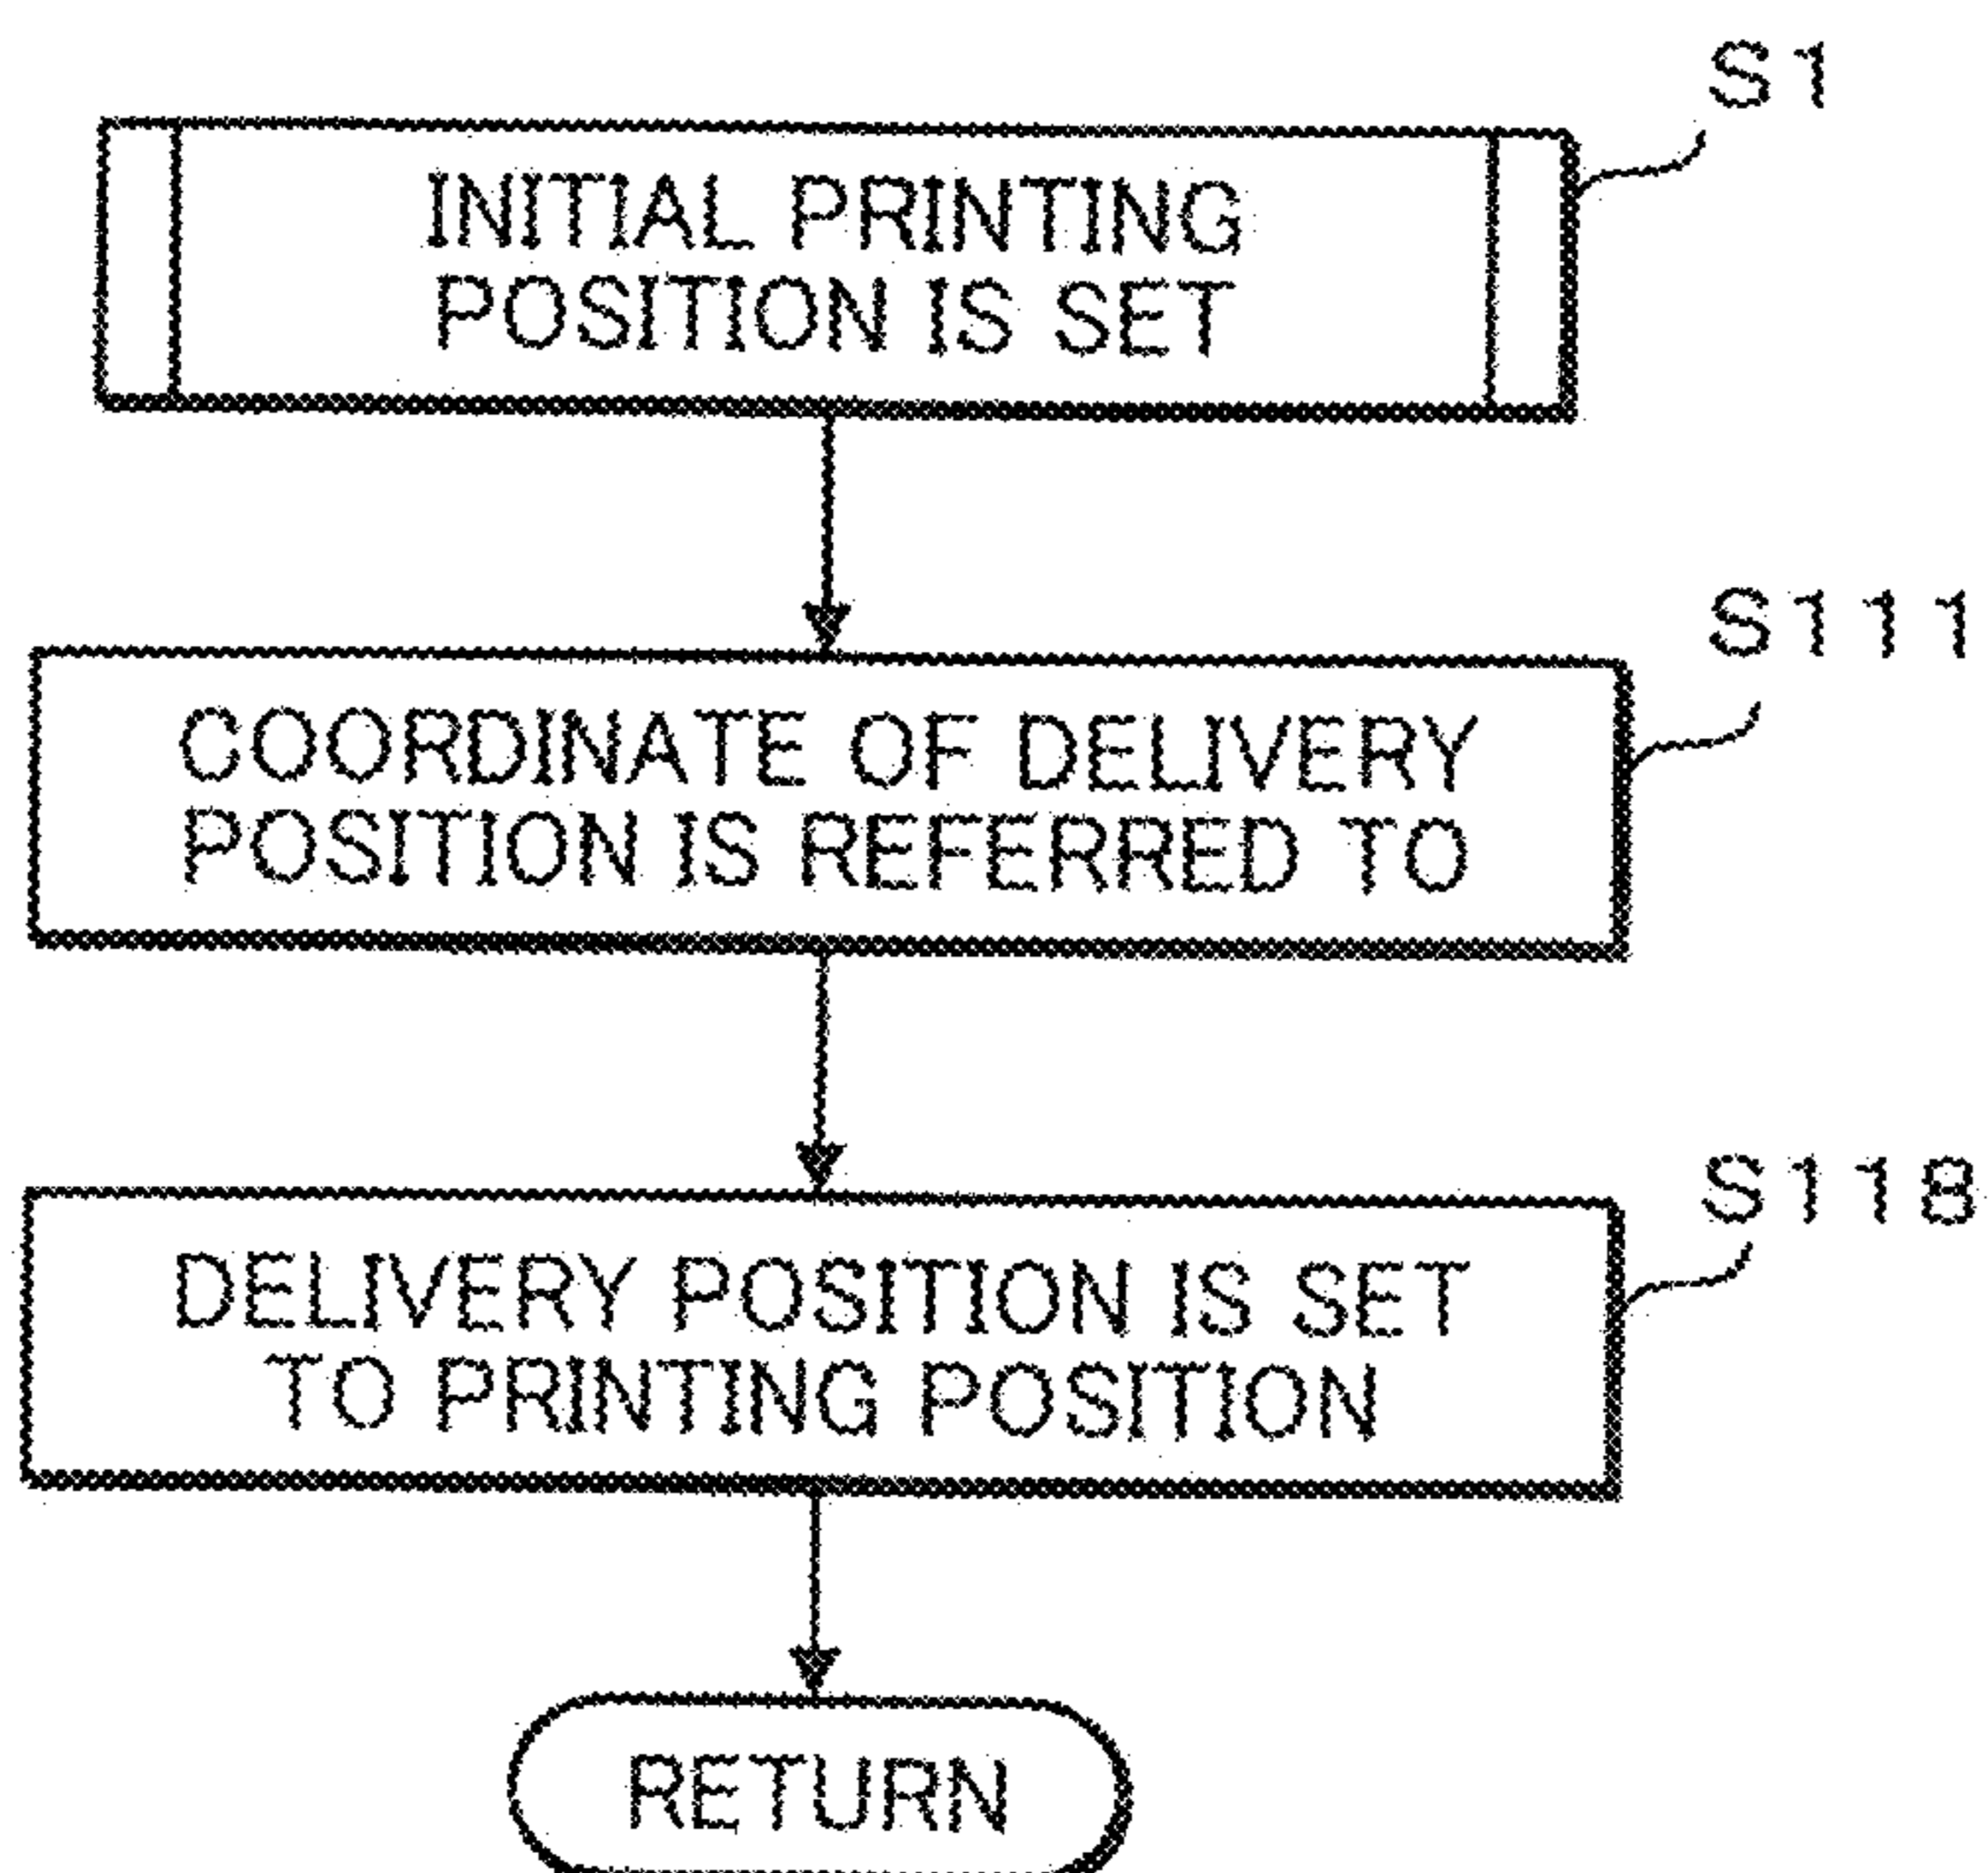 S1
INITIAL PRINTING
POSITION IS SET
S111
COORDINATE OF DELIVERY
POSITION IS REFERRED TO
S118
DELIVERY POSITION IS SET
TO PRINTING POSITION
RETURN